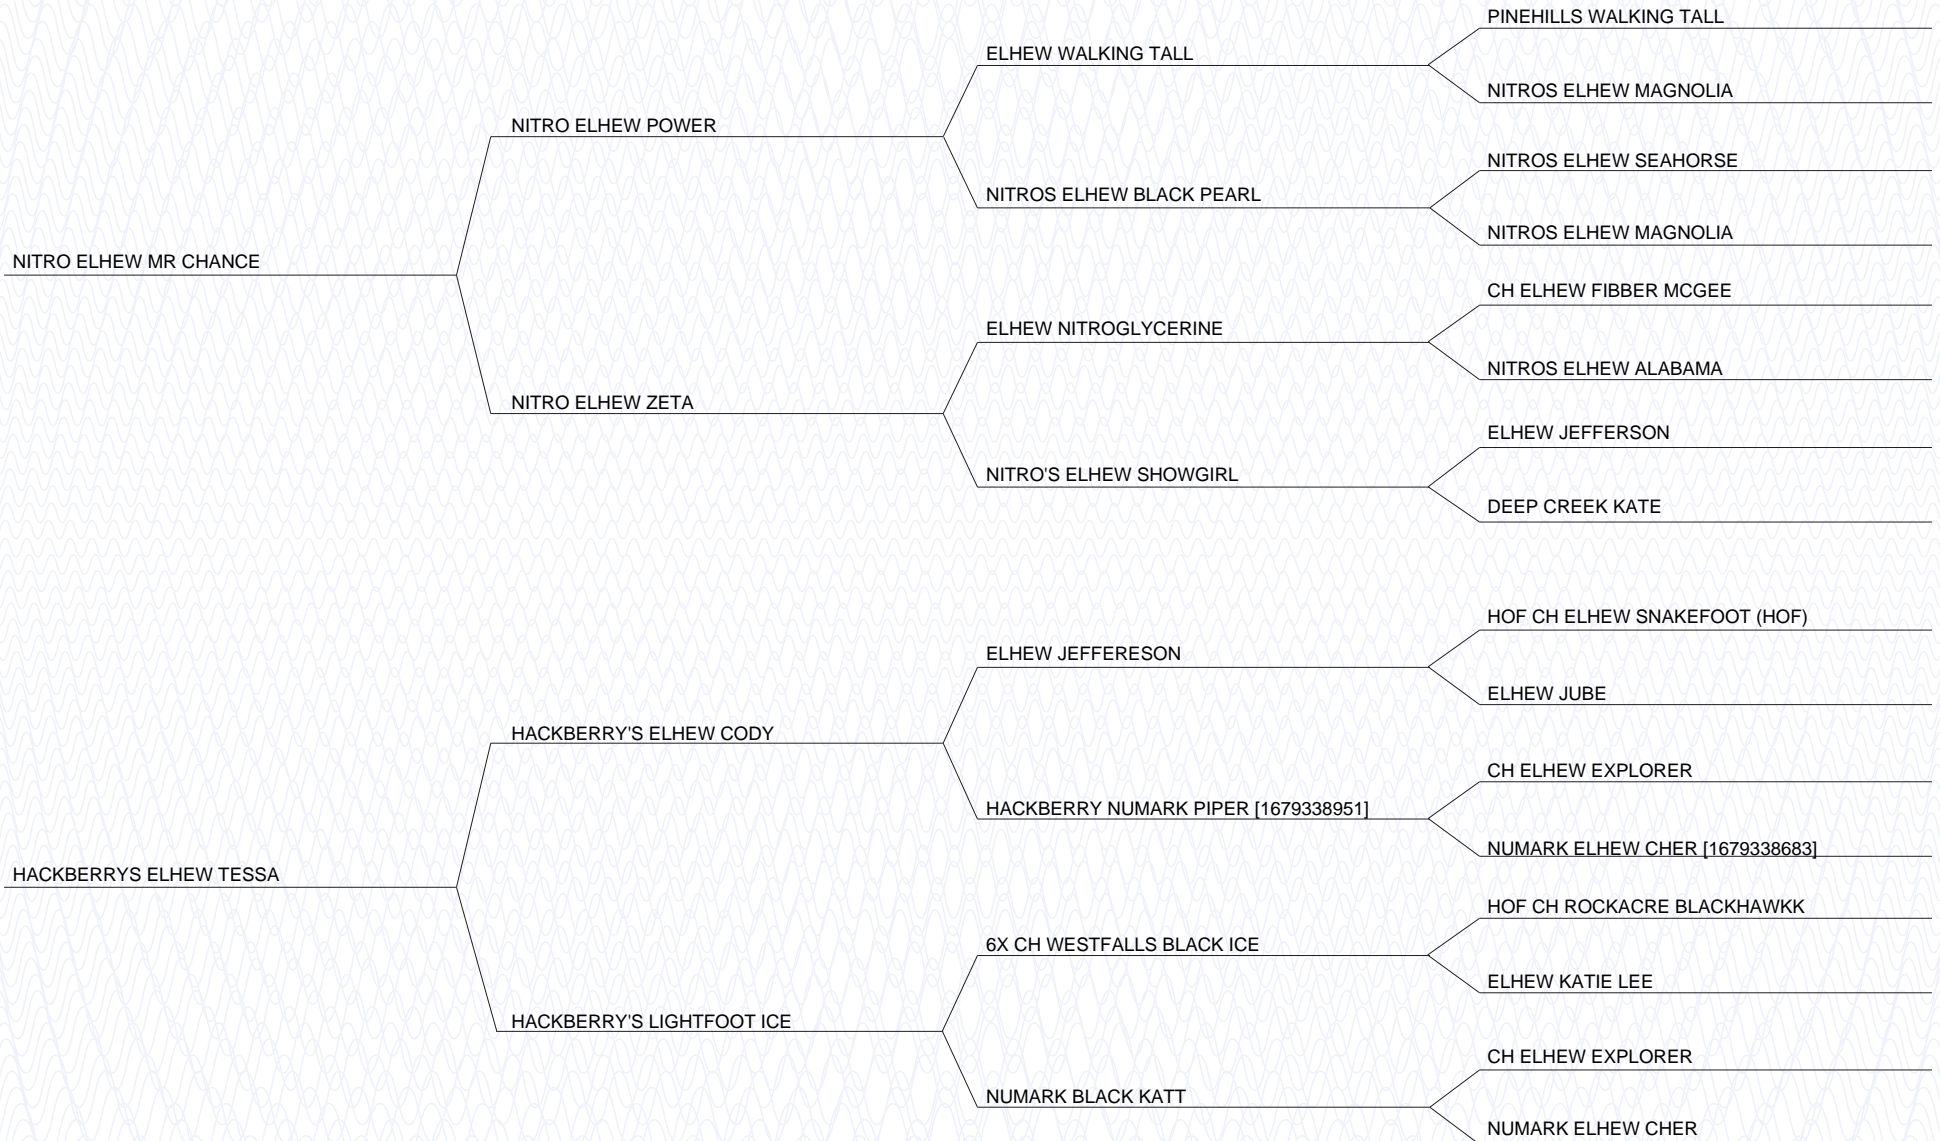 PINEHILLS WALKING TALL
ELHEW WALKING TALL
NITROS ELHEW MAGNOLIA
NITRO ELHEW POWER
NITROS ELHEW SEAHORSE
NITROS ELHEW BLACK PEARL
NITROS ELHEW MAGNOLIA
NITRO ELHEW MR CHANCE
CH ELHEW FIBBER MCGEE
ELHEW NITROGLYCERINE
NITROS ELHEW ALABAMA
NITRO ELHEW ZETA
ELHEW JEFFERSON
NITRO'S ELHEW SHOWGIRL
DEEP CREEK KATE
HOF CH ELHEW SNAKEFOOT (HOF)
ELHEW JEFFERESON
ELHEW JUBE
HACKBERRY'S ELHEW CODY
CH ELHEW EXPLORER
HACKBERRY NUMARK PIPER [1679338951]
NUMARK ELHEW CHER [1679338683]
HACKBERRYS ELHEW TESSA
HOF CH ROCKACRE BLACKHAWKK
6X CH WESTFALLS BLACK ICE
ELHEW KATIE LEE
HACKBERRY'S LIGHTFOOT ICE
CH ELHEW EXPLORER
NUMARK BLACK KATT
NUMARK ELHEW CHER